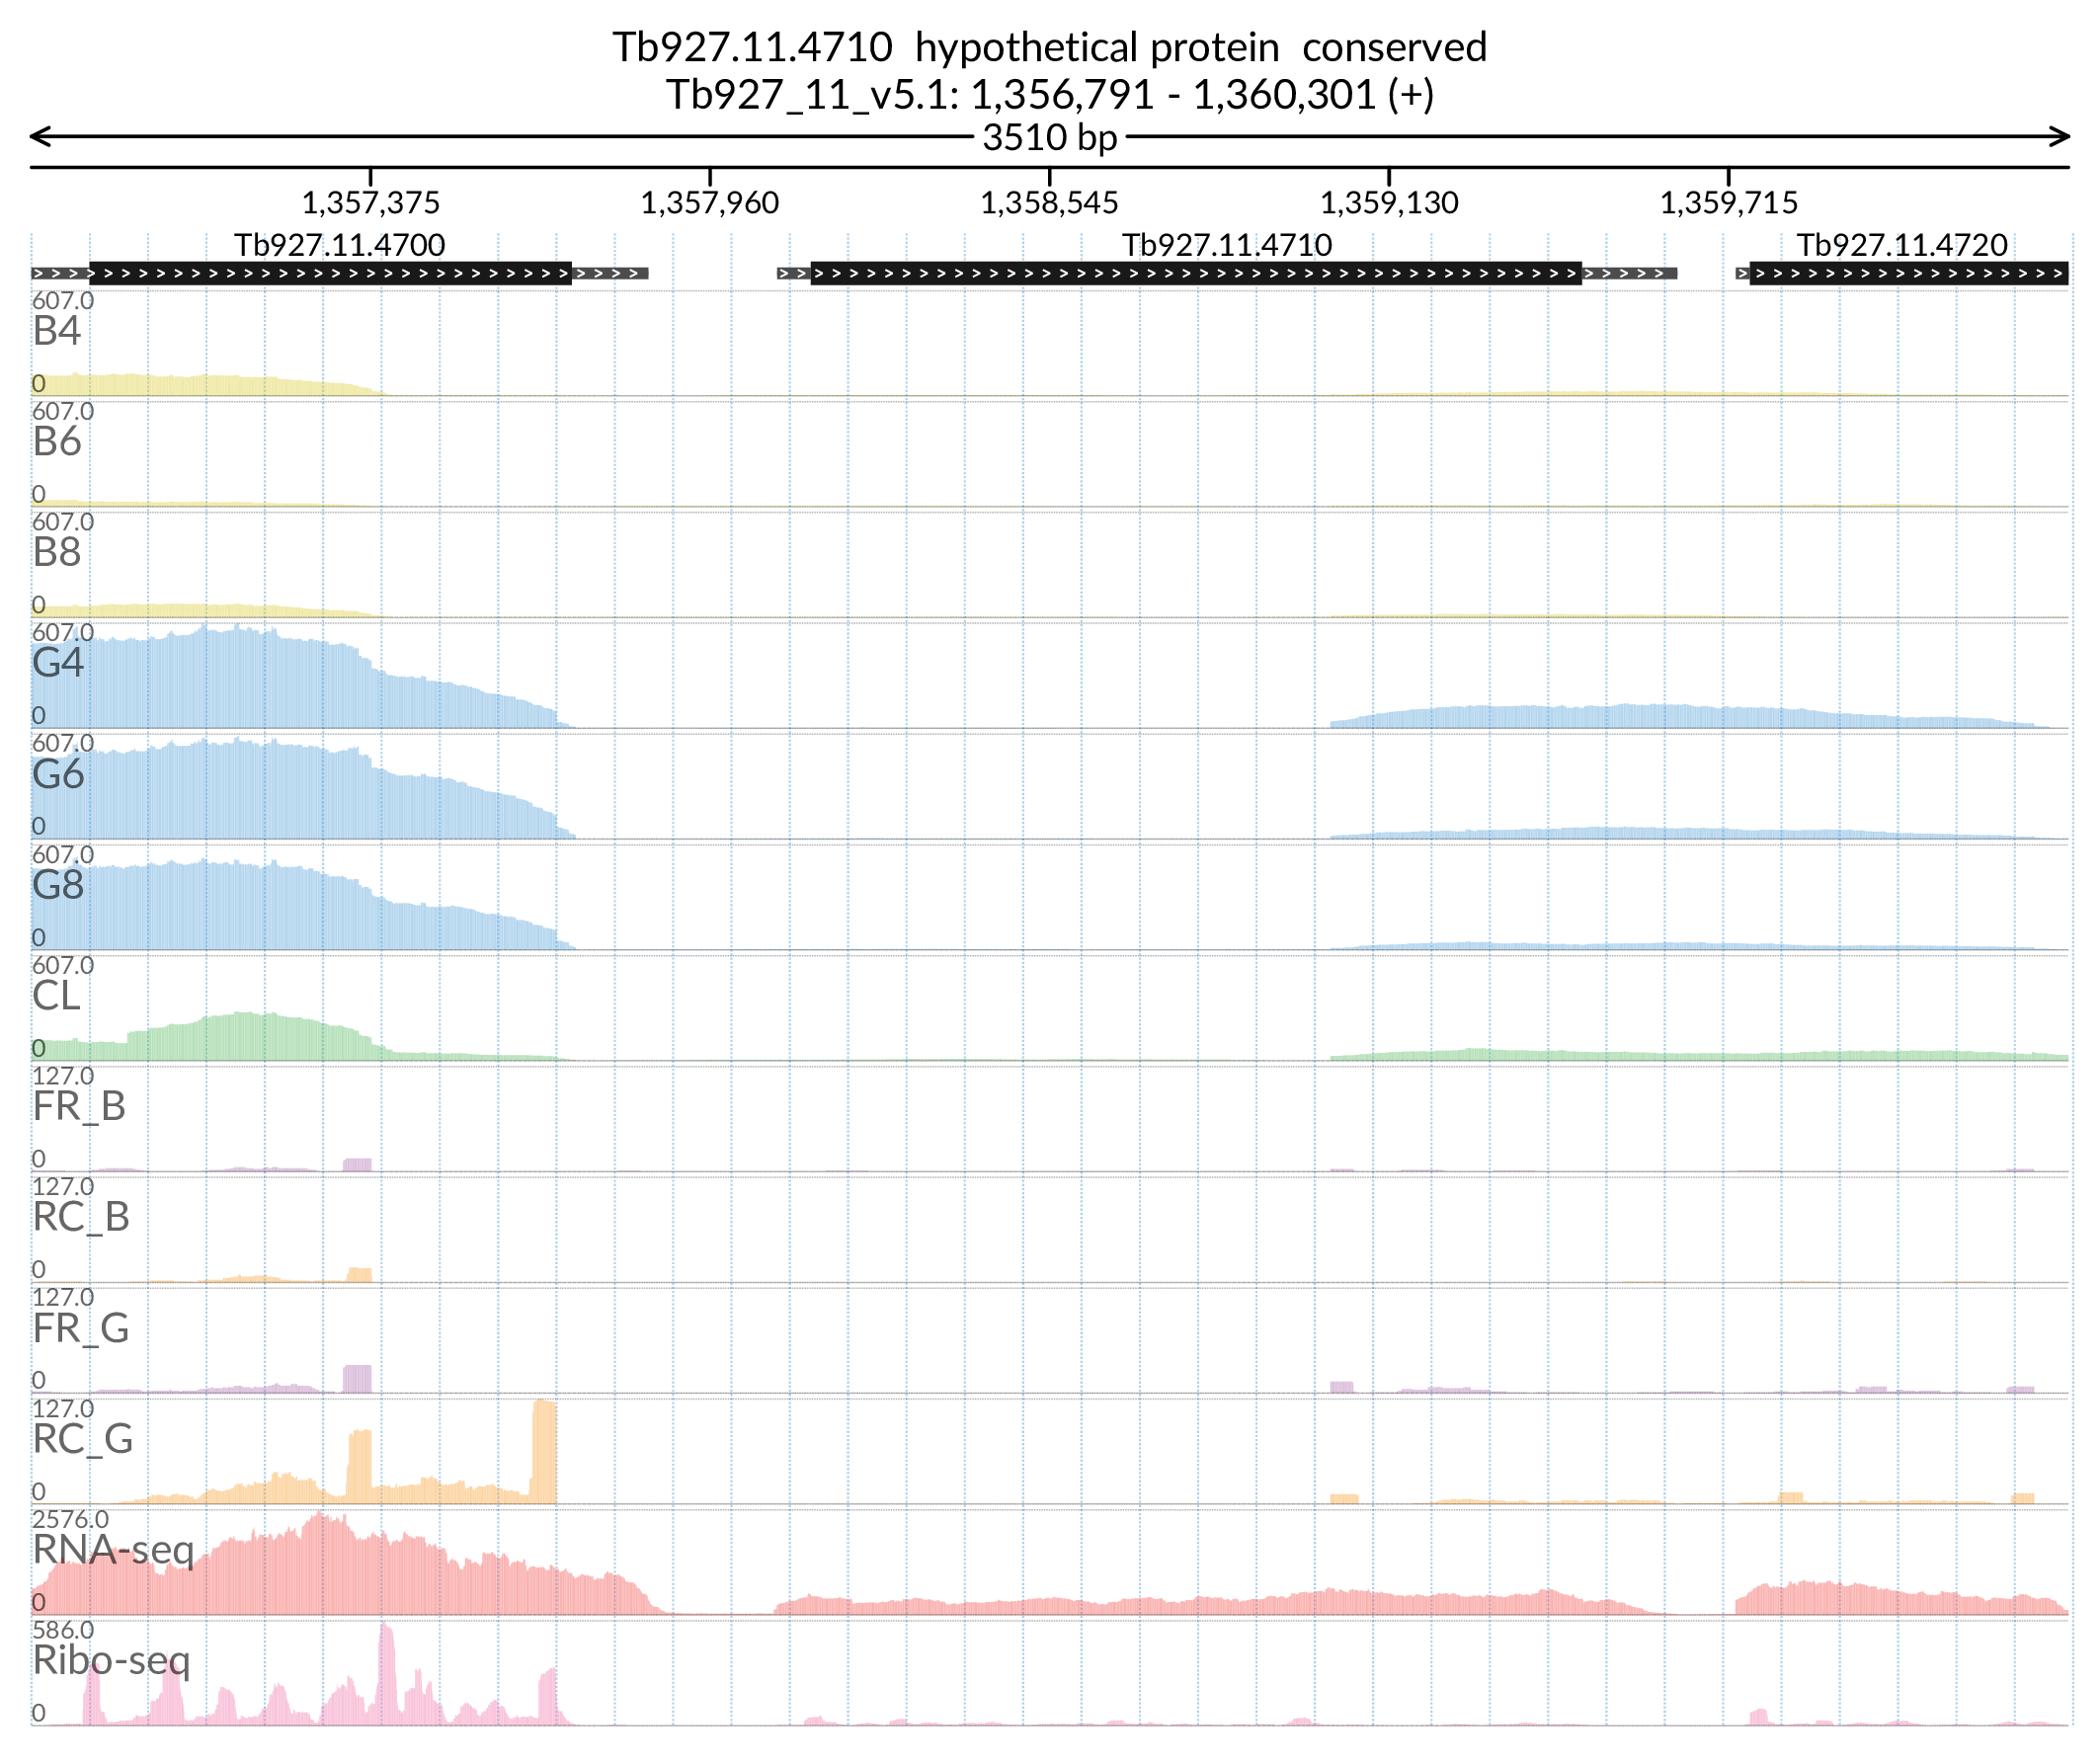 Tb927.11.4710 hypothetical protein conserved
Tb927_11_v5.1: 1,356,791 - 1,360,301 (+)
3510 bp
1,357,375 1,357,960 1,358,545 1,359,130 1,359,715
Tb927.11.4700 Tb927.11.4710 Tb927.11.4720
607.0
B4
0
607.0
B6
0
607.0
B8
0
607.0
G4
0
607.0
G6
0
607.0
G8
0
607.0
CL
0
127.0
FR_B
0
127.0
RC_B
0
127.0
FR_G
0
127.0
RC_G
0
2576.0
RNA-seq
0
586.0
Ribo-seq
0